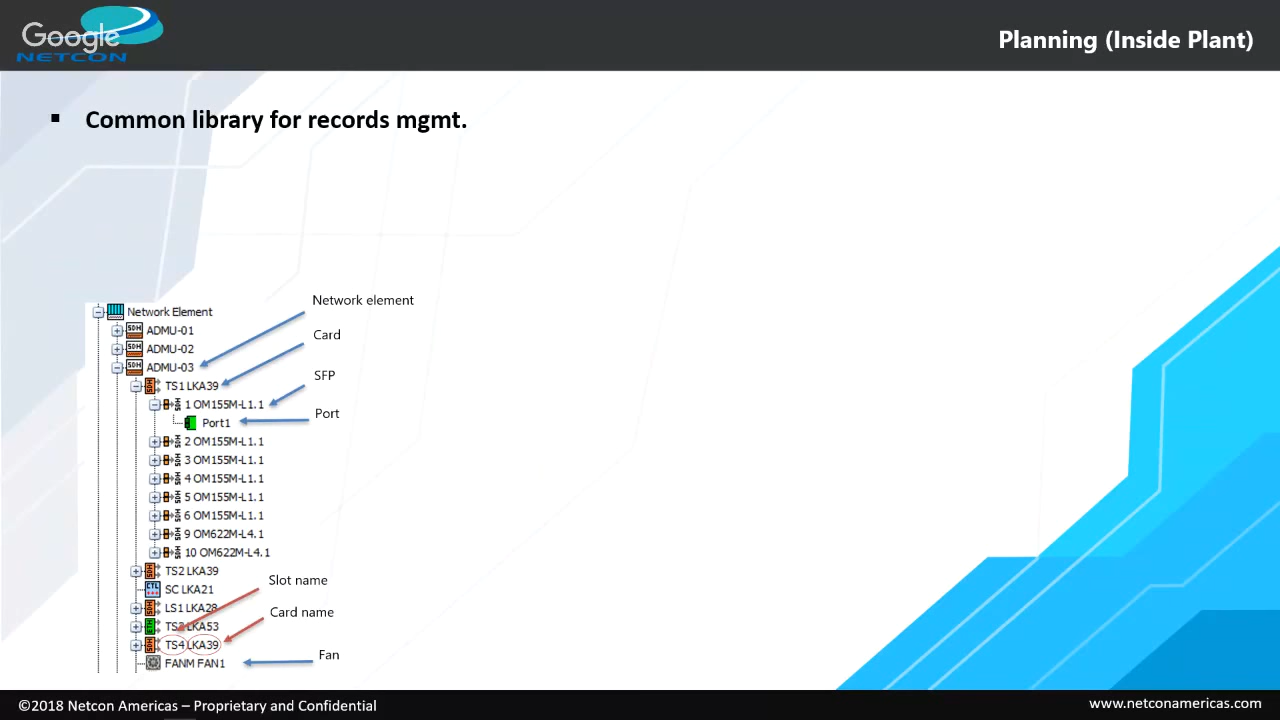 Google
NETCON
Planning (Inside Plant)
▪ Common library for records mgmt.
Network element
Network Element
ADMU-01
Card
ADMU-02
ADMU-03
SFP
TS1 LKA39
1 OM155M-L1.1
Port
Port1
2 OM155M-L1.1
3 OM155M-L1.1
4 OM155M-L1.1
5 OM155M-L1.1
6 OM155M-L1.1
9 OM622M-L4.1
10 OM622M-L4.1
TS2 LKA39
Slot name
SC LKA21
LS1 LKA28
Card name
TS3 LKA53
TS4 LKA39
Fan
FANM FAN1
©2018 Netcon Americas – Proprietary and Confidential
www.netconamericas.com